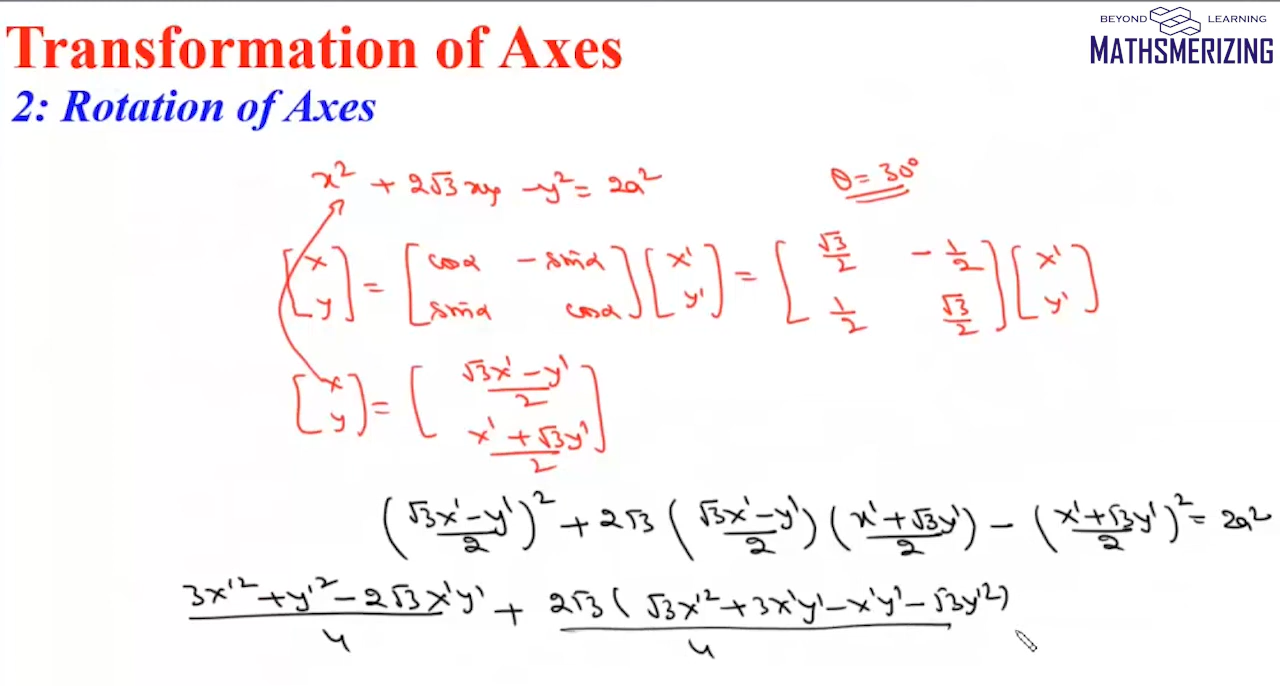 BEYOND LEARNING
MATHSMERIZING
Transformation of Axes
2: Rotation of Axes
x² + 2√3 xy - y² = 2a² θ = 30°
[x y] = [cosα -sinα sinα cosα] [x' y'] = [√3/2 -1/2 1/2 √3/2] [x' y']
[x y] = [(√3x' - y')/2 (x' + √3y')/2]
((√3x' - y')/2)² + 2√3 ((√3x' - y')/2) ((x' + √3y')/2) - ((x' + √3y')/2)² = 2a²
(3x'² + y'² - 2√3x'y')/4 + 2√3(√3x'² + 3x'y' - x'y' - √3y'²)/4